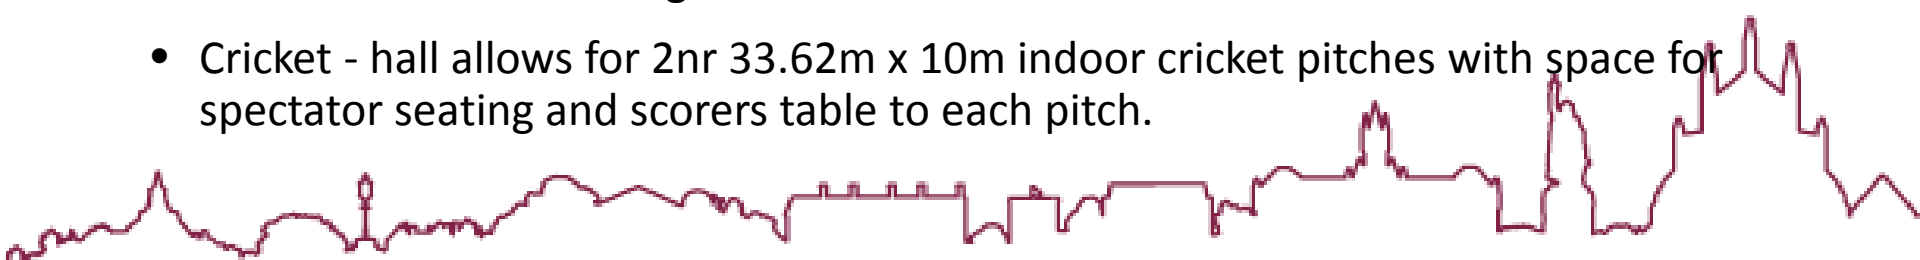 • Cricket - hall allows for 2nr 33.62m x 10m indoor cricket pitches with space for
spectator seating and scorers table to each pitch.